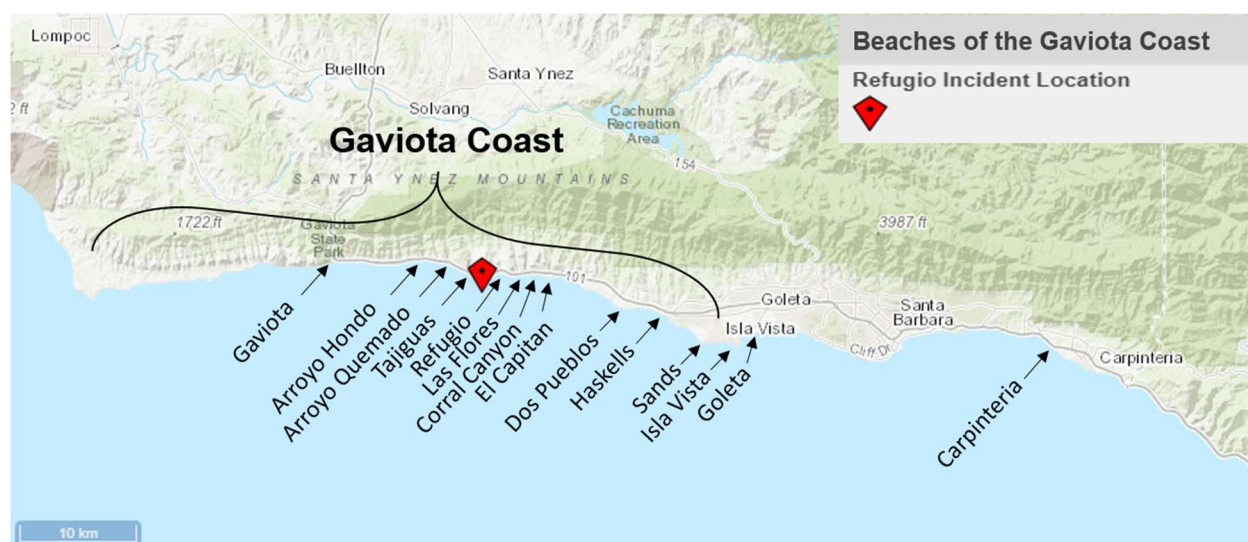 Beaches of the Gaviota Coast
Refugio Incident Location
Lompoc
Buellton
Santa Ynez
Solvang
Cachuma
Recreation
Area
154
Gaviota Coast
SANTA YNEZ MOUNTAINS
1722 ft
3987 ft
Gaviota
State
Park
101
Goleta
Santa
Barbara
Isla Vista
Cliff Dr
Carpinteria
Gaviota
Arroyo Hondo
Arroyo Quemado
Tajiguas
Refugio
Las Flores
Corral Canyon
El Capitan
Dos Pueblos
Haskells
Sands
Isla Vista
Goleta
Carpinteria
10 km